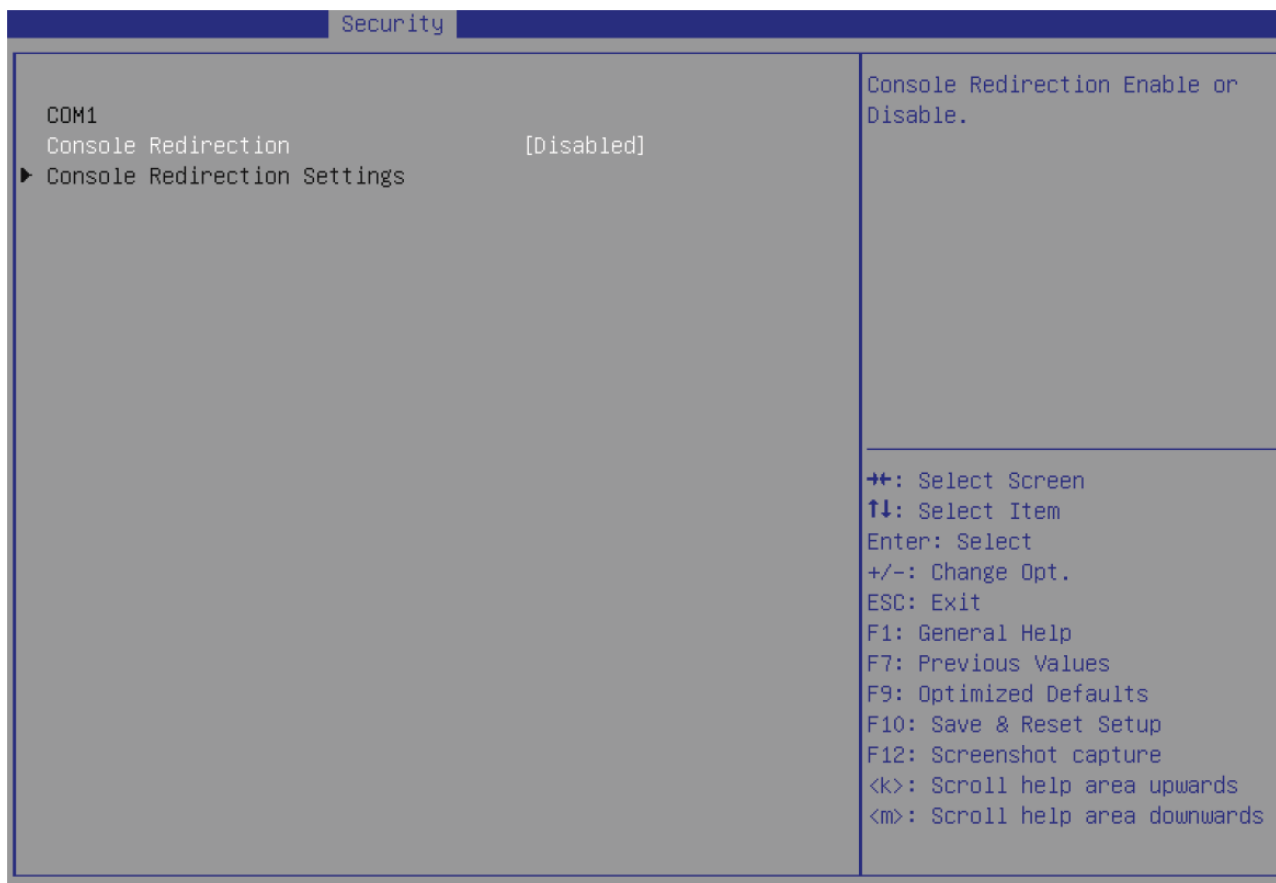 Security
COM1
Console Redirection [Disabled]
Console Redirection Settings
Console Redirection Enable or
Disable.
→←: Select Screen
↑↓: Select Item
Enter: Select
+/-: Change Opt.
ESC: Exit
F1: General Help
F7: Previous Values
F9: Optimized Defaults
F10: Save & Reset Setup
F12: Screenshot capture
<k>: Scroll help area upwards
<m>: Scroll help area downwards